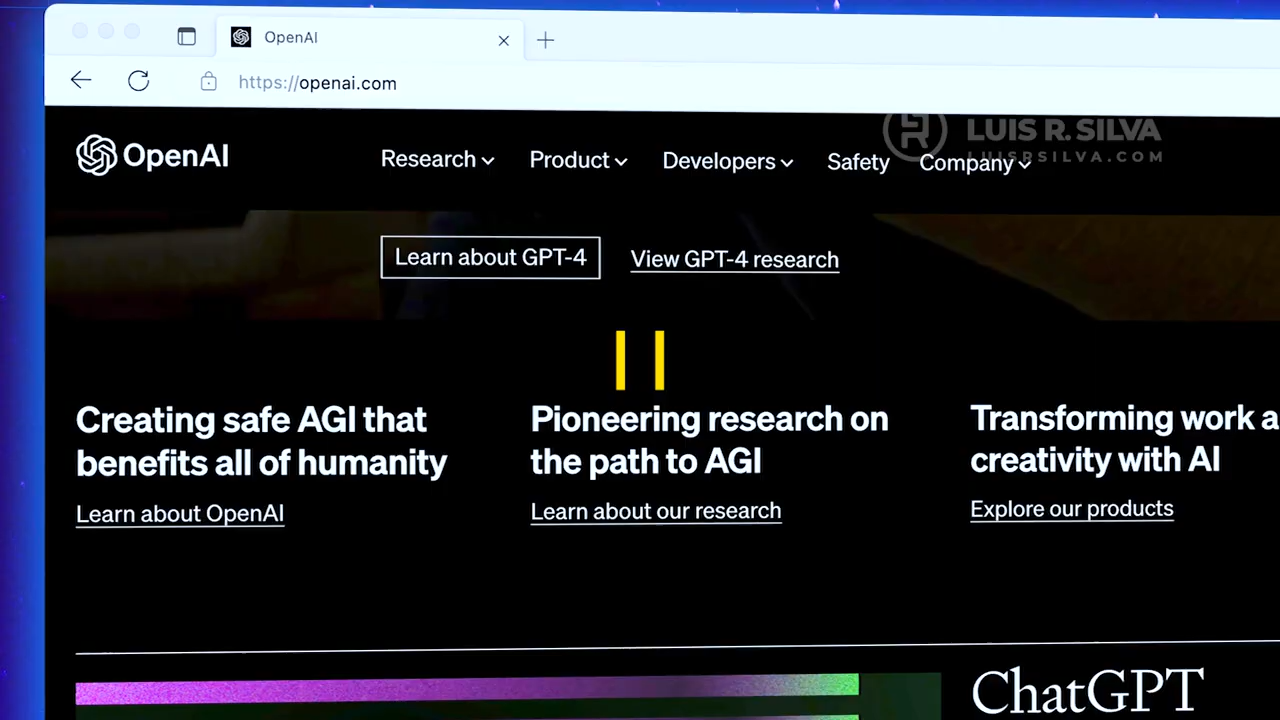 OpenAI
https://openai.com
LUIS R. SILVA
LUISRSILVA.COM
OpenAI
Research
Product
Developers
Safety
Company
Learn about GPT-4
View GPT-4 research
Creating safe AGI that
benefits all of humanity
Learn about OpenAI
Pioneering research on
the path to AGI
Learn about our research
Transforming work a
creativity with AI
Explore our products
ChatGPT